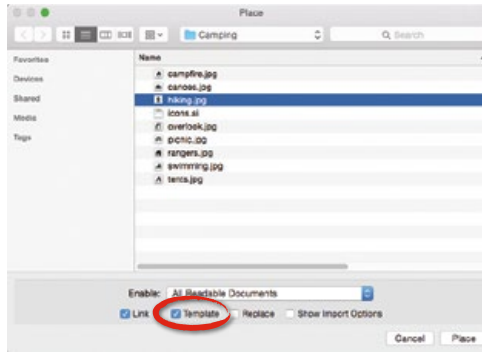 Place
Camping
Search
Favorites
Devices
Shared
Media
Tags
Name
campfire.jpg
canoes.jpg
hiking.jpg
icons.ai
overlook.jpg
picnic.jpg
rangers.jpg
swimming.jpg
tents.jpg
Enable: All Readable Documents
Link Template Replace Show Import Options
Cancel Place